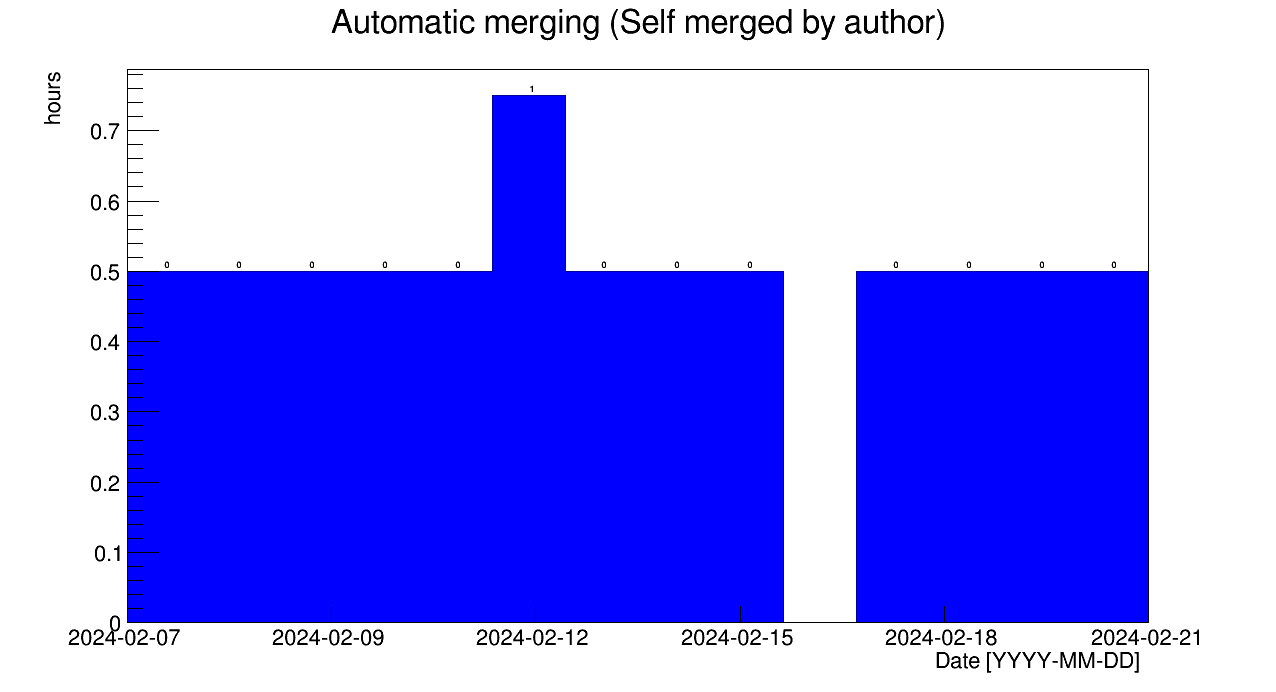 Automatic merging (Self merged by author)
hours
1
0.7
0.6
0 0 0 0 0 0 0 0 0 0 0 0
0.5
0.4
0.3
0.2
0.1
0
2024-02-07 2024-02-09 2024-02-12 2024-02-15 2024-02-18 2024-02-21
Date [YYYY-MM-DD]